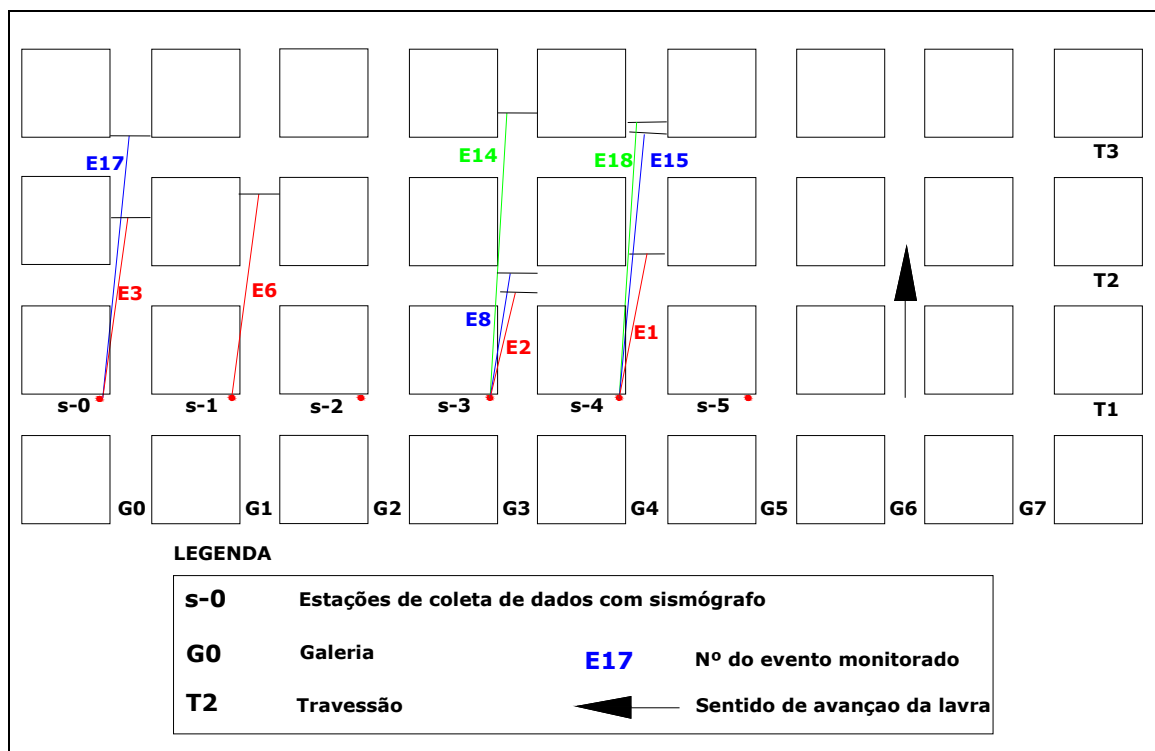 E17 E14 E18 E15 T3
E3 E6 E8 E2 E1 T2
s-0 s-1 s-2 s-3 s-4 s-5 T1
G0 G1 G2 G3 G4 G5 G6 G7
LEGENDA
s-0 Estações de coleta de dados com sismógrafo
G0 Galeria E17 Nº do evento monitorado
T2 Travessão Sentido de avançao da lavra